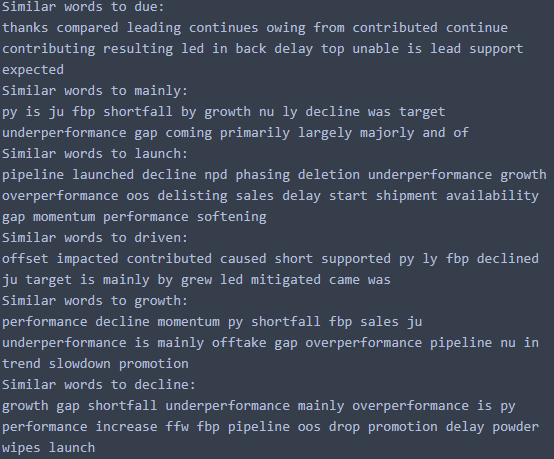 Similar words to due:
thanks compared leading continues owing from contributed continue
contributing resulting led in back delay top unable is lead support
expected
Similar words to mainly:
py is ju fbp shortfall by growth nu ly decline was target
underperformance gap coming primarily largely majorly and of
Similar words to launch:
pipeline launched decline npd phasing deletion underperformance growth
overperformance oos delisting sales delay start shipment availability
gap momentum performance softening
Similar words to driven:
offset impacted contributed caused short supported py ly fbp declined
ju target is mainly by grew led mitigated came was
Similar words to growth:
performance decline momentum py shortfall fbp sales ju
underperformance is mainly offtake gap overperformance pipeline nu in
trend slowdown promotion
Similar words to decline:
growth gap shortfall underperformance mainly overperformance is py
performance increase ffw fbp pipeline oos drop promotion delay powder
wipes launch